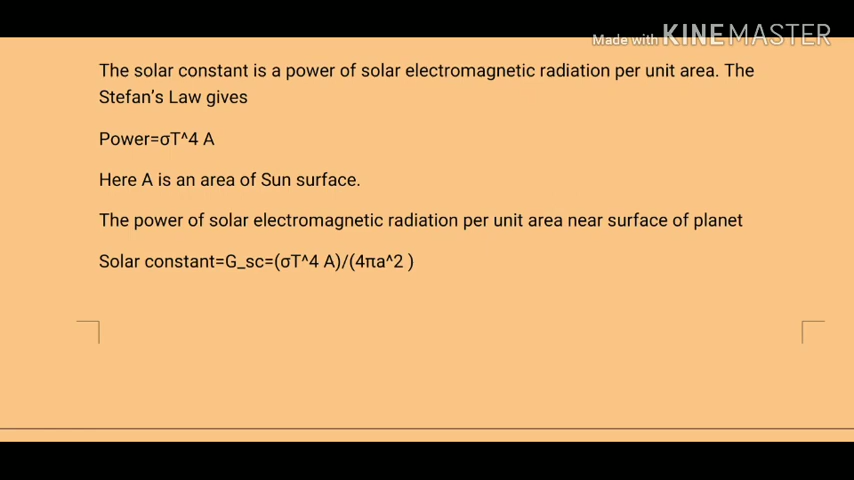 Made with KINEMASTER
The solar constant is a power of solar electromagnetic radiation per unit area. The
Stefan's Law gives
Power=σT^4 A
Here A is an area of Sun surface.
The power of solar electromagnetic radiation per unit area near surface of planet
Solar constant=G_sc=(σT^4 A)/(4πa^2 )